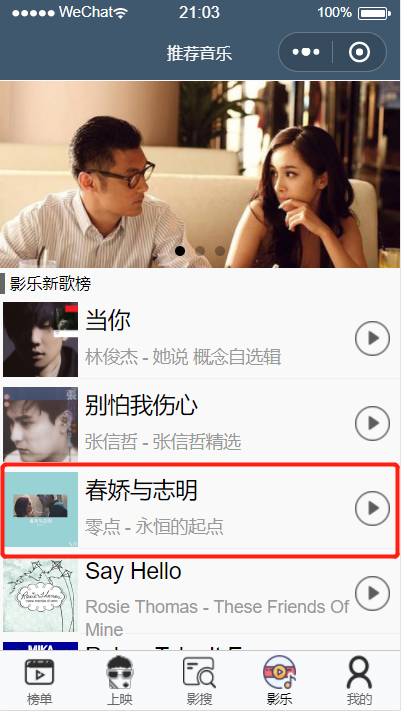 WeChat 21:03 100%
推荐音乐
影乐新歌榜
当你
林俊杰 - 她说 概念自选辑
别怕我伤心
张信哲 - 张信哲精选
春娇与志明
零点 - 永恒的起点
Say Hello
Rosie Thomas - These Friends Of
Mine
MIKA
榜单 上映 影搜 影乐 我的